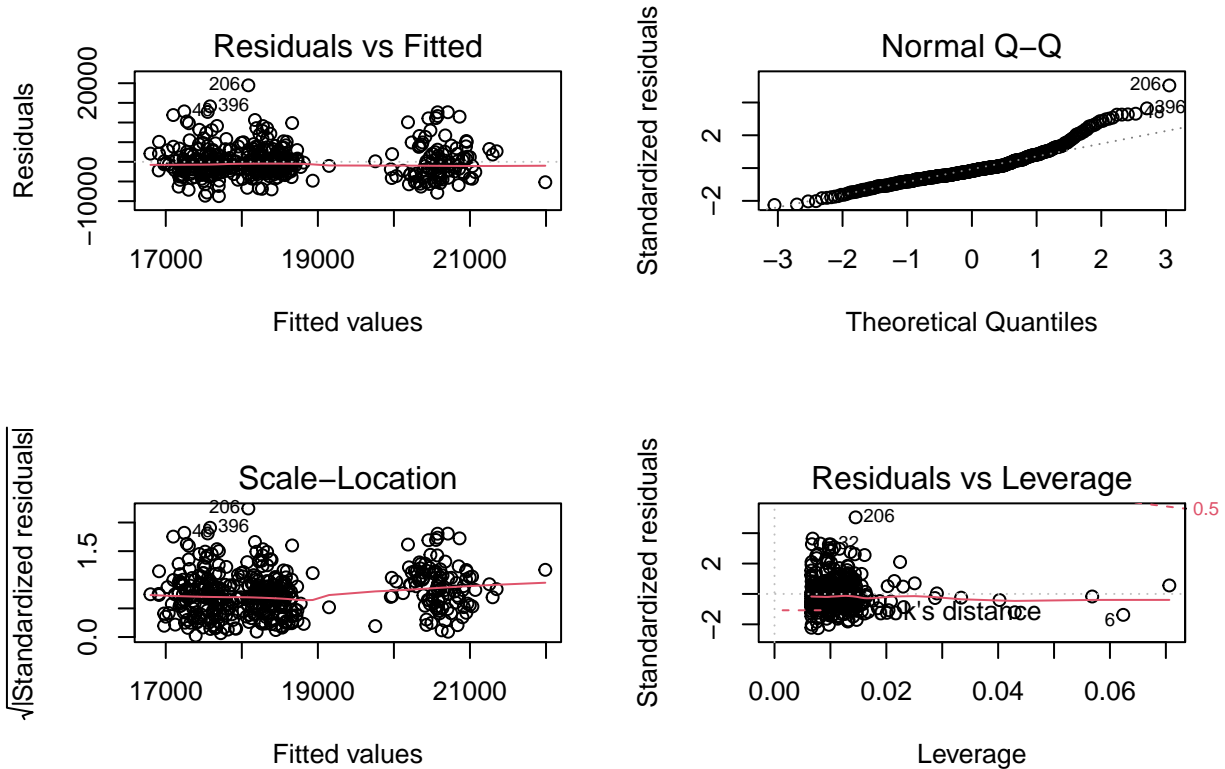 Residuals vs Fitted
Residuals
20000
−10000
206
48
396
17000 19000 21000
Fitted values
Normal Q−Q
Standardized residuals
2
−2
206
396
48
−3 −2 −1 0 1 2 3
Theoretical Quantiles
Scale−Location
√|Standardized residuals|
1.5
0.0
206
48
396
17000 19000 21000
Fitted values
Residuals vs Leverage
Standardized residuals
2
−2
206
32
0.5
6
0.00 0.02 0.04 0.06
distance
Leverage